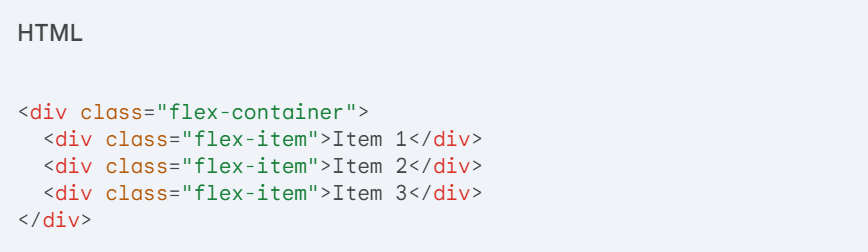 HTML
<div class="flex-container">
  <div class="flex-item">Item 1</div>
  <div class="flex-item">Item 2</div>
  <div class="flex-item">Item 3</div>
</div>